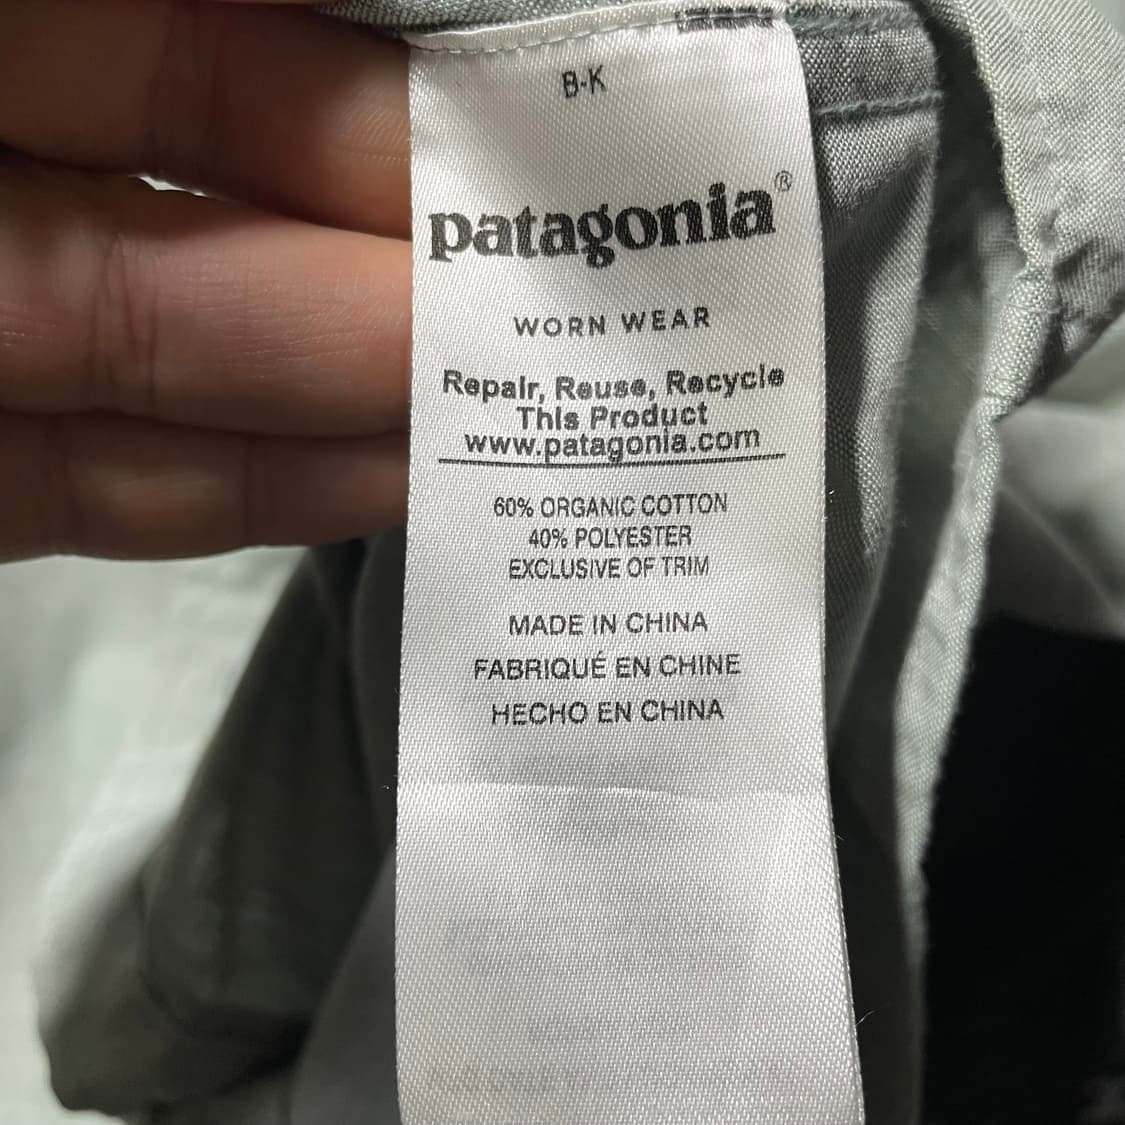 B-K
patagonia®
WORN WEAR
Repair, Reuse, Recycle
This Product
www.patagonia.com
60% ORGANIC COTTON
40% POLYESTER
EXCLUSIVE OF TRIM
MADE IN CHINA
FABRIQUÉ EN CHINE
HECHO EN CHINA